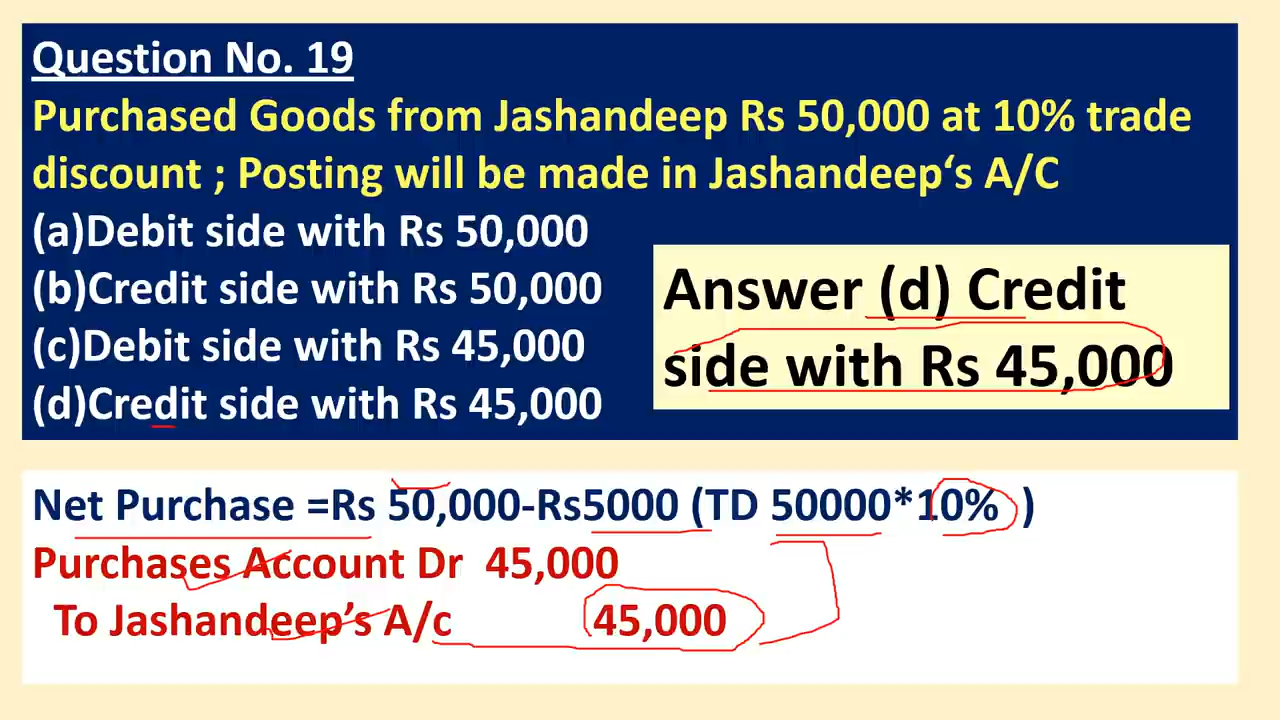 Question No. 19
Purchased Goods from Jashandeep Rs 50,000 at 10% trade
discount ; Posting will be made in Jashandeep‘s A/C
(a)Debit side with Rs 50,000
(b)Credit side with Rs 50,000
(c)Debit side with Rs 45,000
(d)Credit side with Rs 45,000
Answer (d) Credit
side with Rs 45,000
Net Purchase =Rs 50,000-Rs5000 (TD 50000*10% )
Purchases Account Dr 45,000
To Jashandeep’s A/c 45,000